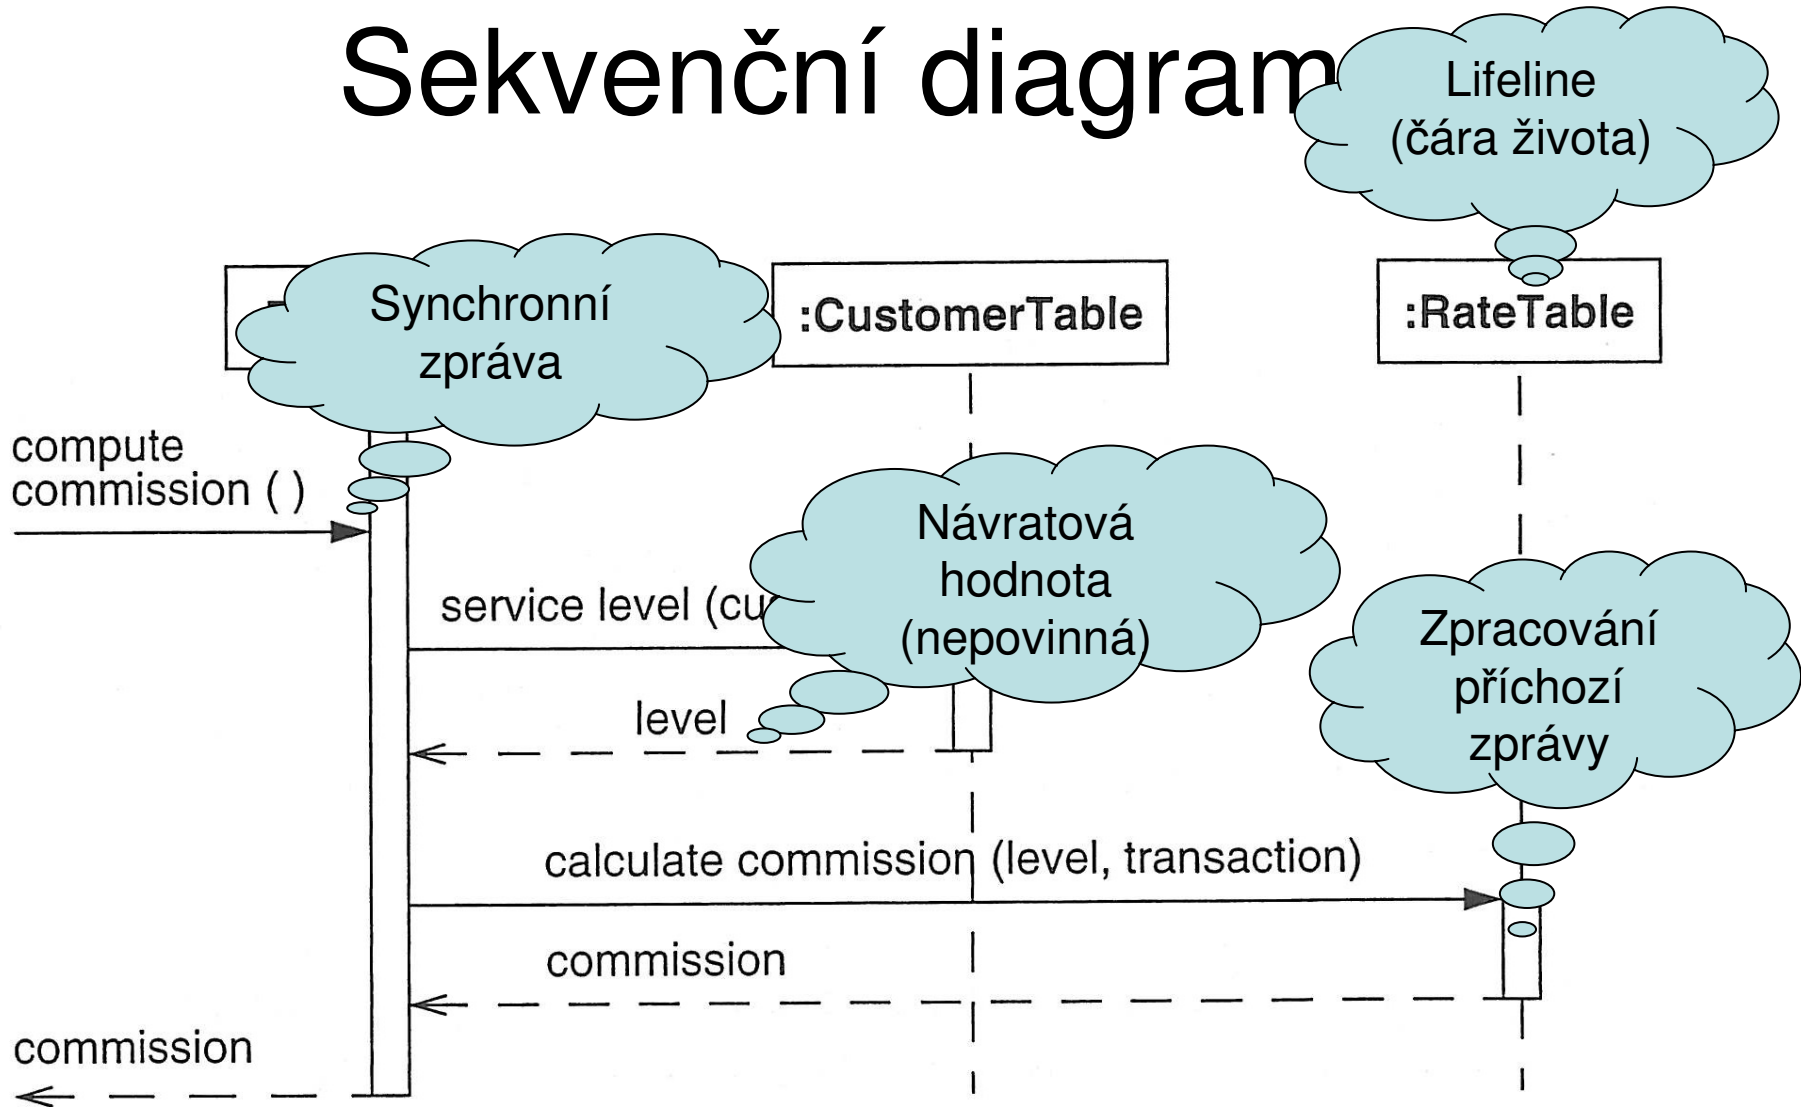 Sekvenční diagram
Lifeline
(čára života)
Synchronní
zpráva
:CustomerTable
:RateTable
compute
commission ( )
Návratová
hodnota
(nepovinná)
service level
Zpracování
příchozí
zprávy
level
calculate commission (level, transaction)
commission
commission